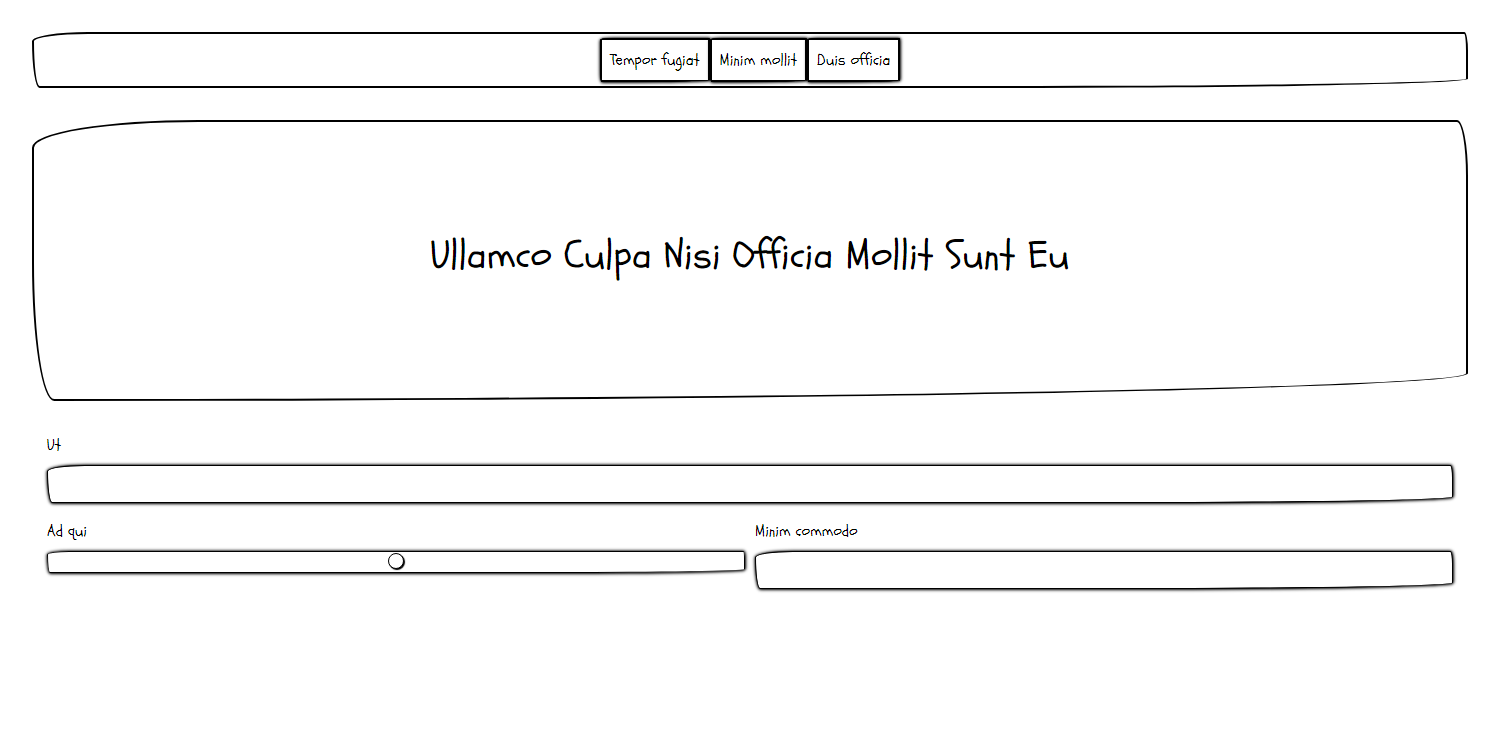 Tempor fugiat Minim mollit Duis officia
Ullamco Culpa Nisi Officia Mollit Sunt Eu
Ut
Ad qui Minim commodo